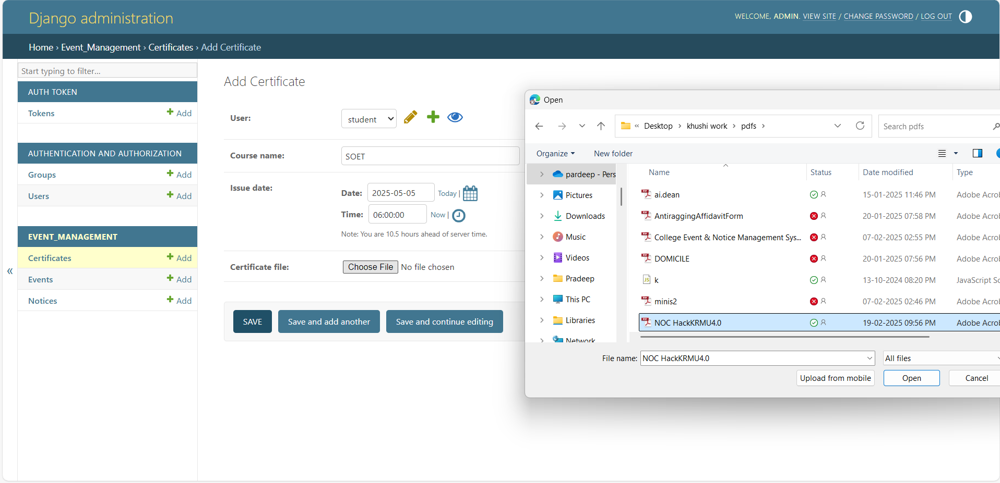 Django administration
WELCOME, ADMIN. VIEW SITE / CHANGE PASSWORD / LOG OUT
Home › Event_Management › Certificates › Add Certificate
Start typing to filter...
AUTH TOKEN
Tokens
Add
AUTHENTICATION AND AUTHORIZATION
Groups
Add
Users
Add
EVENT_MANAGEMENT
Certificates
Add
Events
Add
Notices
Add
«
Add Certificate
User:
student
Course name:
SOET
Issue date:
Date:
2025-05-05
Today |
Time:
06:00:00
Now |
Note: You are 10.5 hours ahead of server time.
Certificate file:
Choose File
No file chosen
SAVE
Save and add another
Save and continue editing
Open
« Desktop › khushi work › pdfs ›
Search pdfs
Organize
New folder
pardeep - Pers
Pictures
Downloads
Music
Videos
Pradeep
This PC
Libraries
Network
Name
Status
Date modified
Type
ai.dean
15-01-2025 11:46 PM
Adobe Acrob
AntiraggingAffidavitForm
20-01-2025 07:58 PM
Adobe Acrob
College Event & Notice Management Sys...
07-02-2025 02:55 PM
Adobe Acrob
DOMICILE
20-01-2025 07:56 PM
Adobe Acrob
JS
k
13-10-2024 08:20 PM
JavaScript Sc
minis2
07-02-2025 02:46 PM
Adobe Acrob
NOC HackKRMU4.0
19-02-2025 09:56 PM
Adobe Acrob
File name:
NOC HackKRMU4.0
All files
Upload from mobile
Open
Cancel